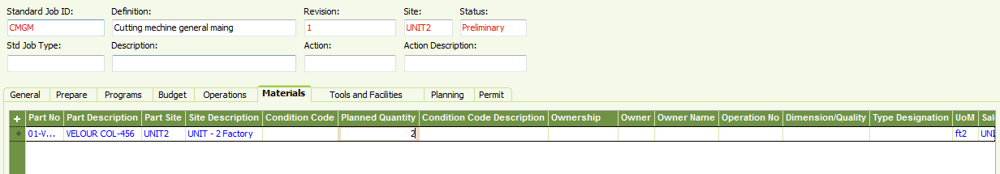 Standard Job ID: Definition: Revision: Site: Status:
CMGM Cutting mechine general maing 1 UNIT2 Preliminary
Std Job Type: Description: Action: Action Description:
General Prepare Programs Budget Operations Materials Tools and Facilities Planning Permit
+ Part No Part Description Part Site Site Description Condition Code Planned Quantity Condition Code Description Ownership Owner Owner Name Operation No Dimension/Quality Type Designation UoM Sale
+ 01-V... VELOUR COL-456 UNIT2 UNIT - 2 Factory 2 ft2 UNI